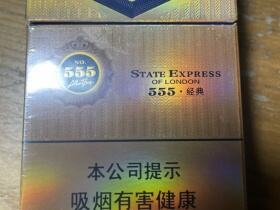 NO.
555
STATE EXPRESS
OF LONDON
555·经典
本公司提示
吸烟有害健康